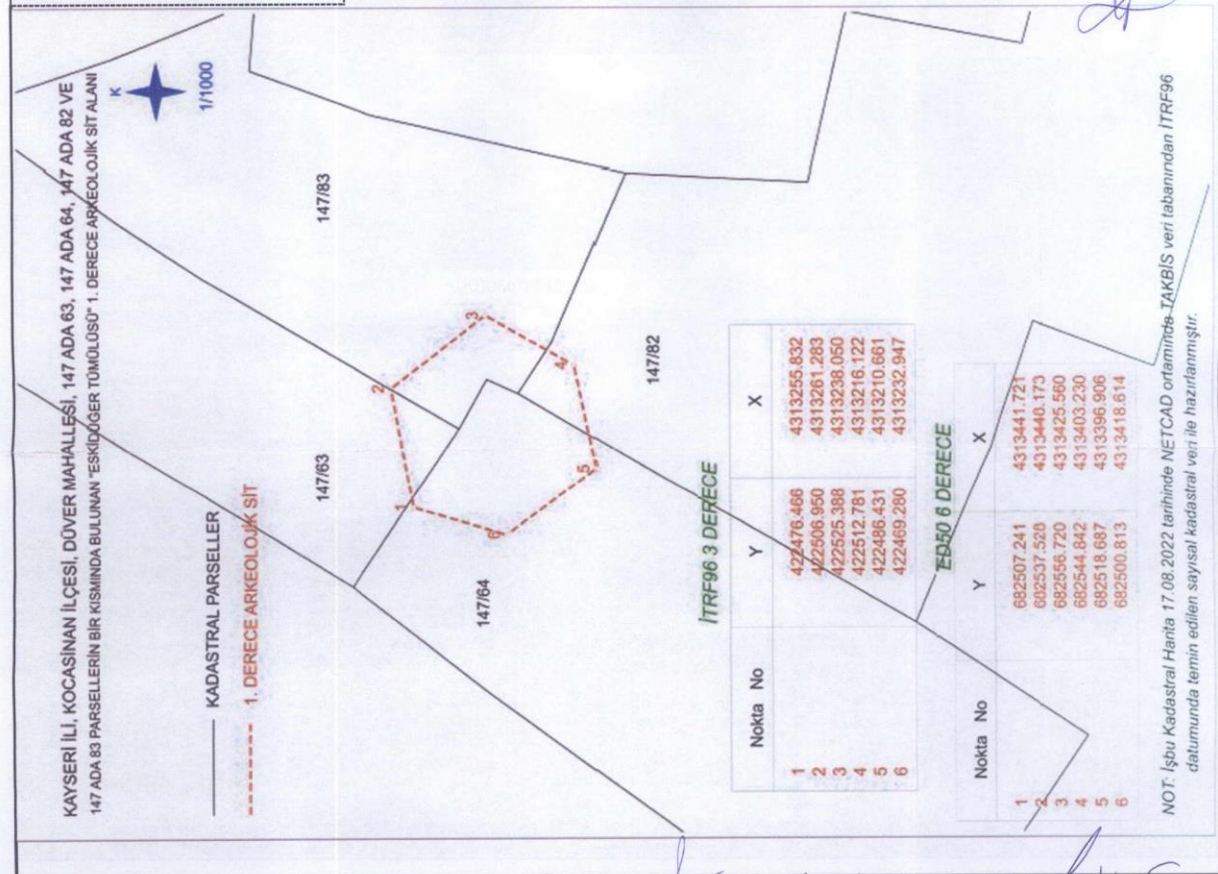 KAYSERİ İLİ, KOCASİNAN İLÇESİ, DÜVER MAHALLESİ, 147 ADA 63, 147 ADA 64, 147 ADA 82 VE
147 ADA 83 PARSELLERİN BİR KISMINDA BULUNAN "ESKİDÖĞER TÜMÜLÜSÜ" 1. DERECE ARKEOLOJİK SİT ALANI
K
1/1000
KADASTRAL PARSELLER
1. DERECE ARKEOLOJİK SİT
147/63
147/83
147/64
147/82
1
2
3
4
5
6
İTRF96 3 DERECE
Nokta No Y X
1 422476.466 4313255.832
2 422506.950 4313261.283
3 422525.388 4313238.050
4 422512.781 4313216.122
5 422486.431 4313210.661
6 422469.280 4313232.947
ED50 6 DERECE
Nokta No Y X
1 682507.241 4313441.721
2 602537.528 4313440.173
3 682556.720 4313425.560
4 682544.842 4313403.230
5 682518.687 4313396.906
6 682500.813 4313418.614
NOT: İşbu Kadastral Harita 17.08.2022 tarihinde NETCAD ortamında TAKBİS veri tabanından İTRF96
datumunda temin edilen sayısal kadastral veri ile hazırlanmıştır.